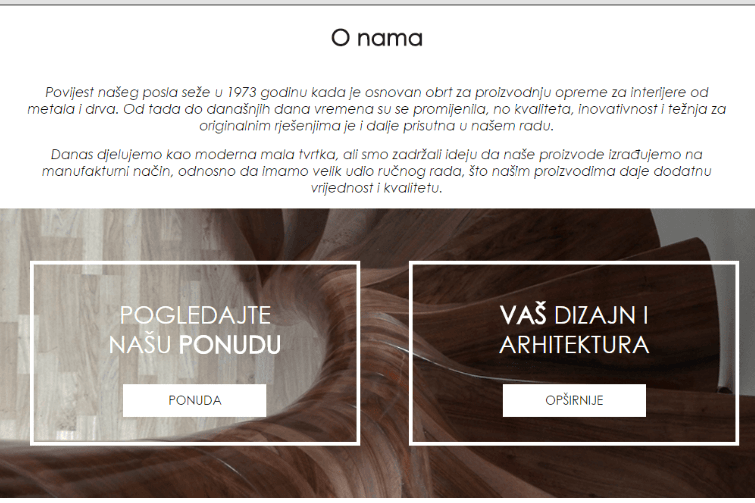 O nama
Povijest našeg posla seže u 1973 godinu kada je osnovan obrt za proizvodnju opreme za interijere od
metala i drva. Od tada do današnjih dana vremena su se promijenila, no kvaliteta, inovativnost i težnja za
originalnim rješenjima je i dalje prisutna u našem radu.
Danas djelujemo kao moderna mala tvrtka, ali smo zadržali ideju da naše proizvode izrađujemo na
manufakturni način, odnosno da imamo velik udio ručnog rada, što našim proizvodima daje dodatnu
vrijednost i kvalitetu.
POGLEDAJTE
NAŠU PONUDU
PONUDA
VAŠ DIZAJN I
ARHITEKTURA
OPŠIRNIJE